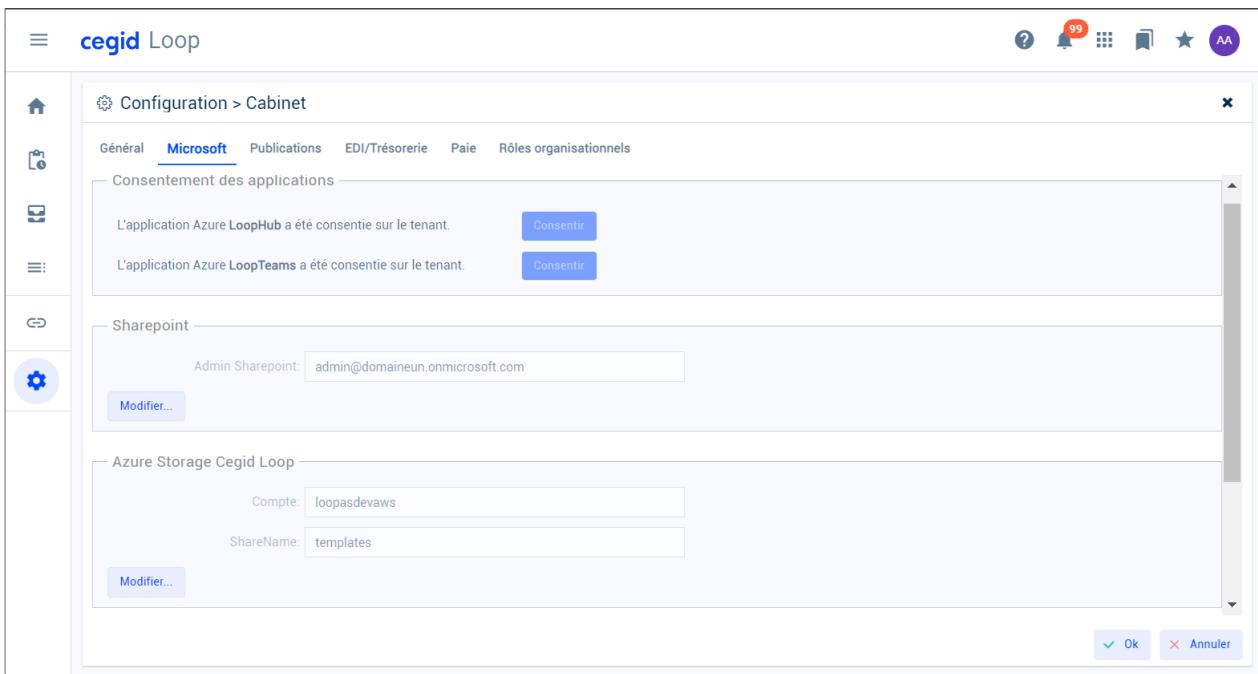 cegid Loop
99
AA
Configuration > Cabinet
Général Microsoft Publications EDI/Trésorerie Paie Rôles organisationnels
Consentement des applications
L'application Azure LoopHub a été consentie sur le tenant. Consentir
L'application Azure LoopTeams a été consentie sur le tenant. Consentir
Sharepoint
Admin Sharepoint: admin@domaineun.onmicrosoft.com
Modifier...
Azure Storage Cegid Loop
Compte: loopasdevaws
ShareName: templates
Modifier...
Ok Annuler